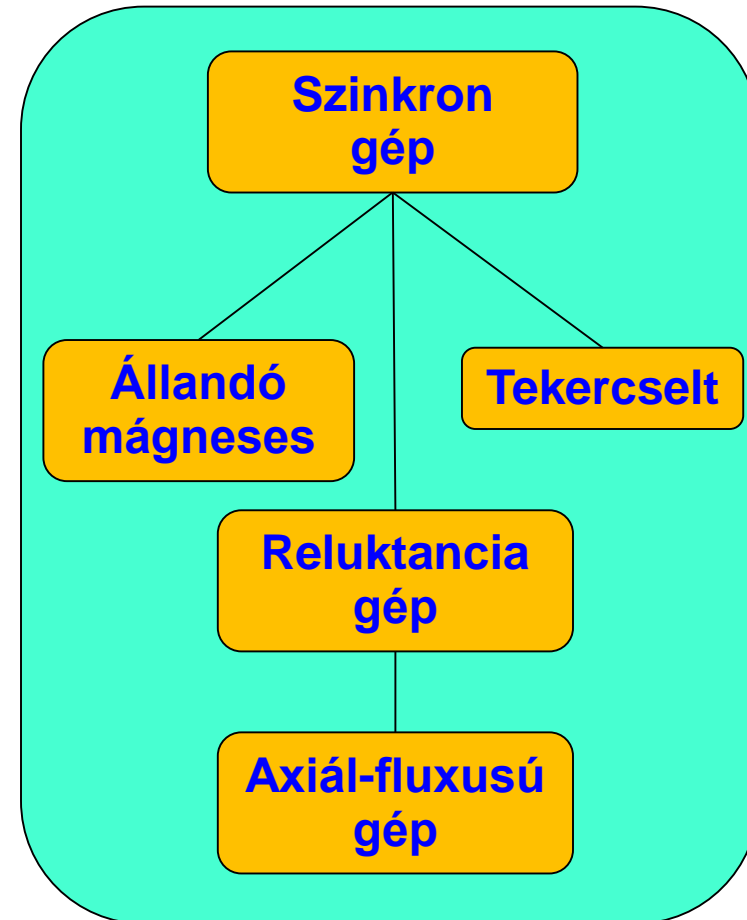 Szinkron
gép
Állandó
mágneses
Tekercselt
Reluktancia
gép
Axiál-fluxusú
gép